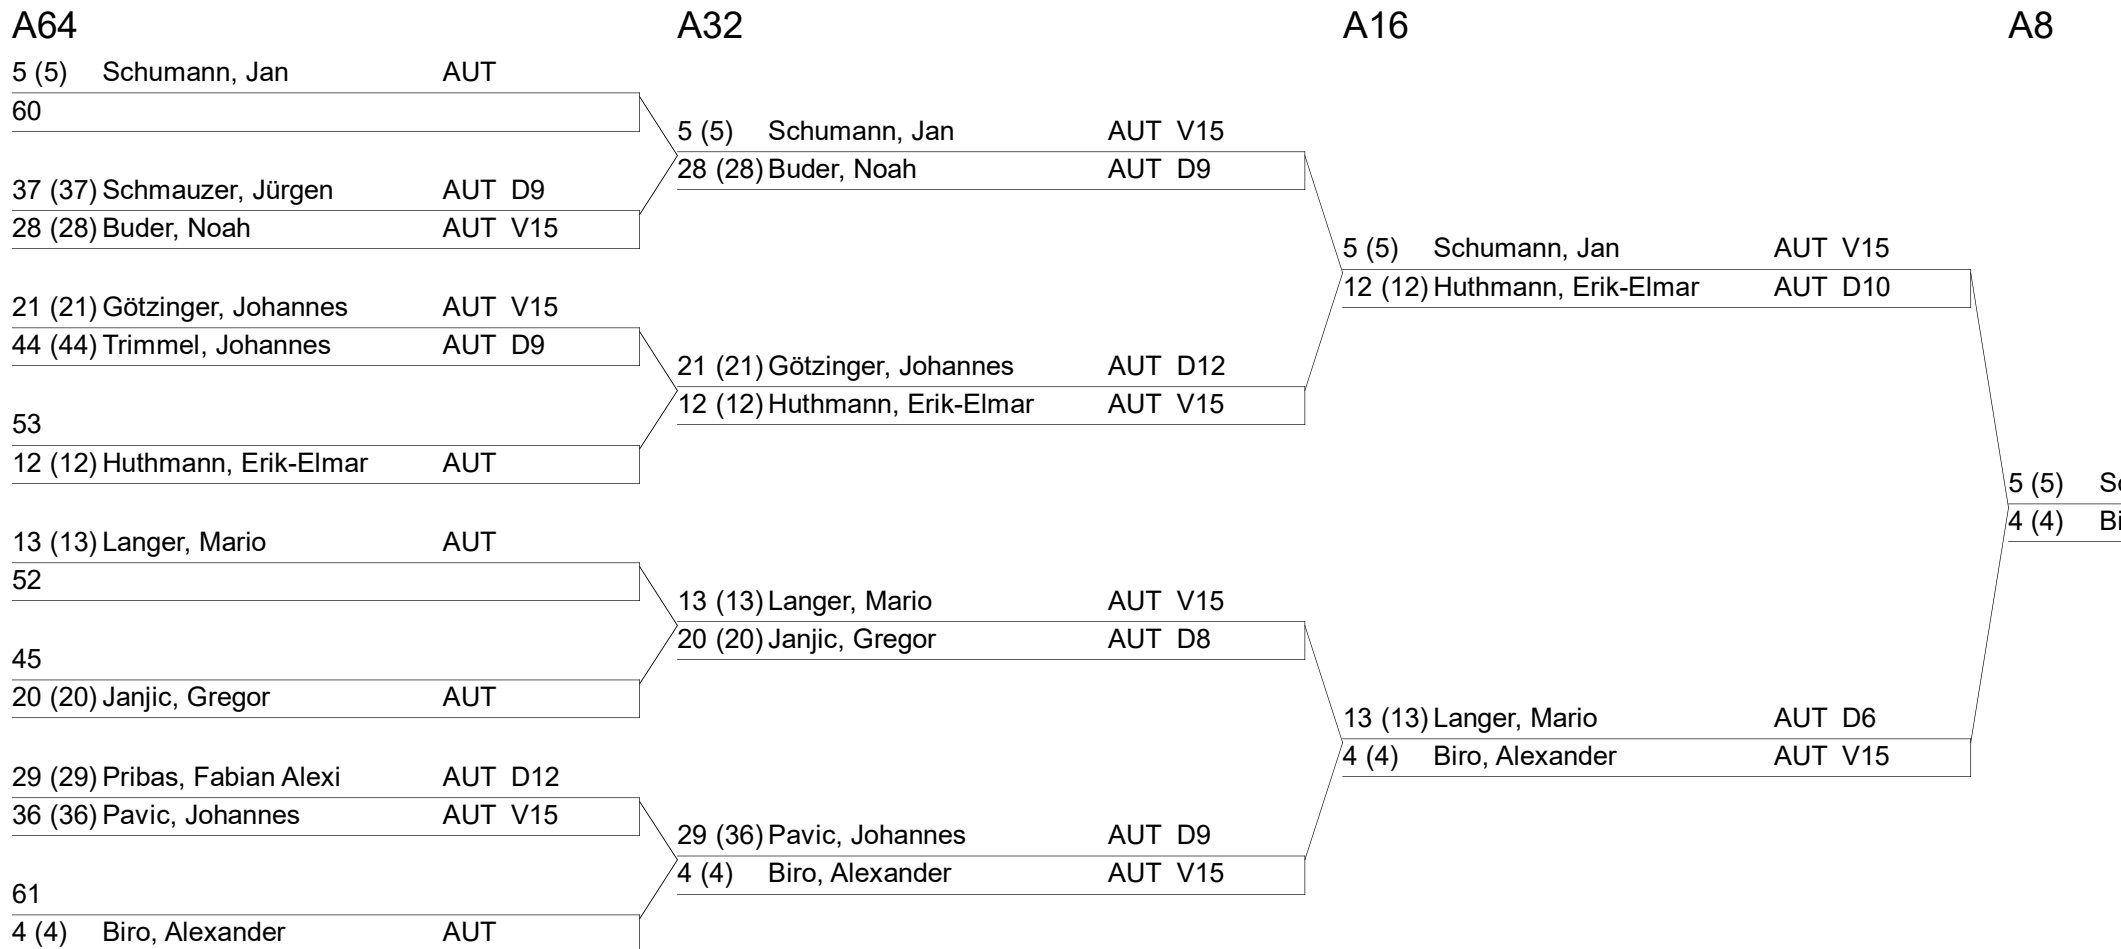 A64
5 (5) Schumann, Jan AUT
60
37 (37) Schmauzer, Jürgen AUT D9
28 (28) Buder, Noah AUT V15
21 (21) Götzinger, Johannes AUT V15
44 (44) Trimmel, Johannes AUT D9
53
12 (12) Huthmann, Erik-Elmar AUT
13 (13) Langer, Mario AUT
52
45
20 (20) Janjic, Gregor AUT
29 (29) Pribas, Fabian Alexi AUT D12
36 (36) Pavic, Johannes AUT V15
61
4 (4) Biro, Alexander AUT
A32
5 (5) Schumann, Jan AUT V15
28 (28) Buder, Noah AUT D9
21 (21) Götzinger, Johannes AUT D12
12 (12) Huthmann, Erik-Elmar AUT V15
13 (13) Langer, Mario AUT V15
20 (20) Janjic, Gregor AUT D8
29 (36) Pavic, Johannes AUT D9
4 (4) Biro, Alexander AUT V15
A16
5 (5) Schumann, Jan AUT V15
12 (12) Huthmann, Erik-Elmar AUT D10
13 (13) Langer, Mario AUT D6
4 (4) Biro, Alexander AUT V15
A8
5 (5)
4 (4)